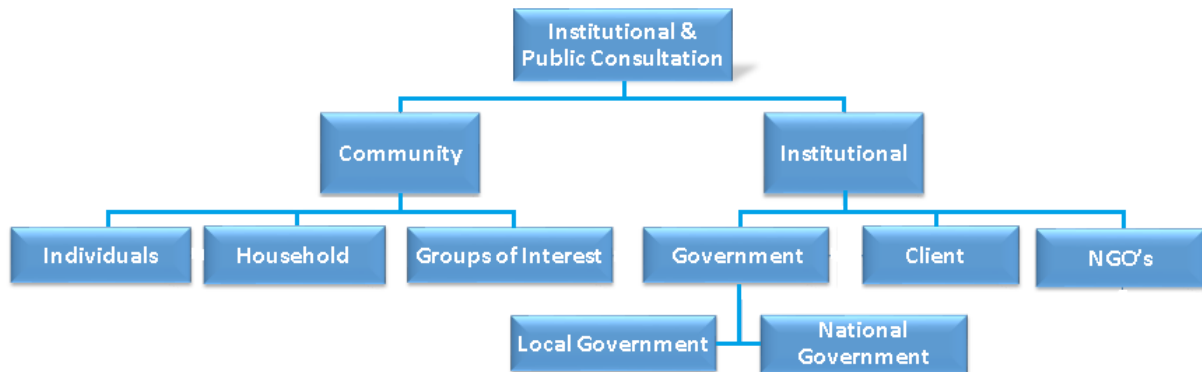 Institutional &
Public Consultation
Community
Institutional
Individuals
Household
Groups of Interest
Government
Client
NGO's
Local Government
National
Government